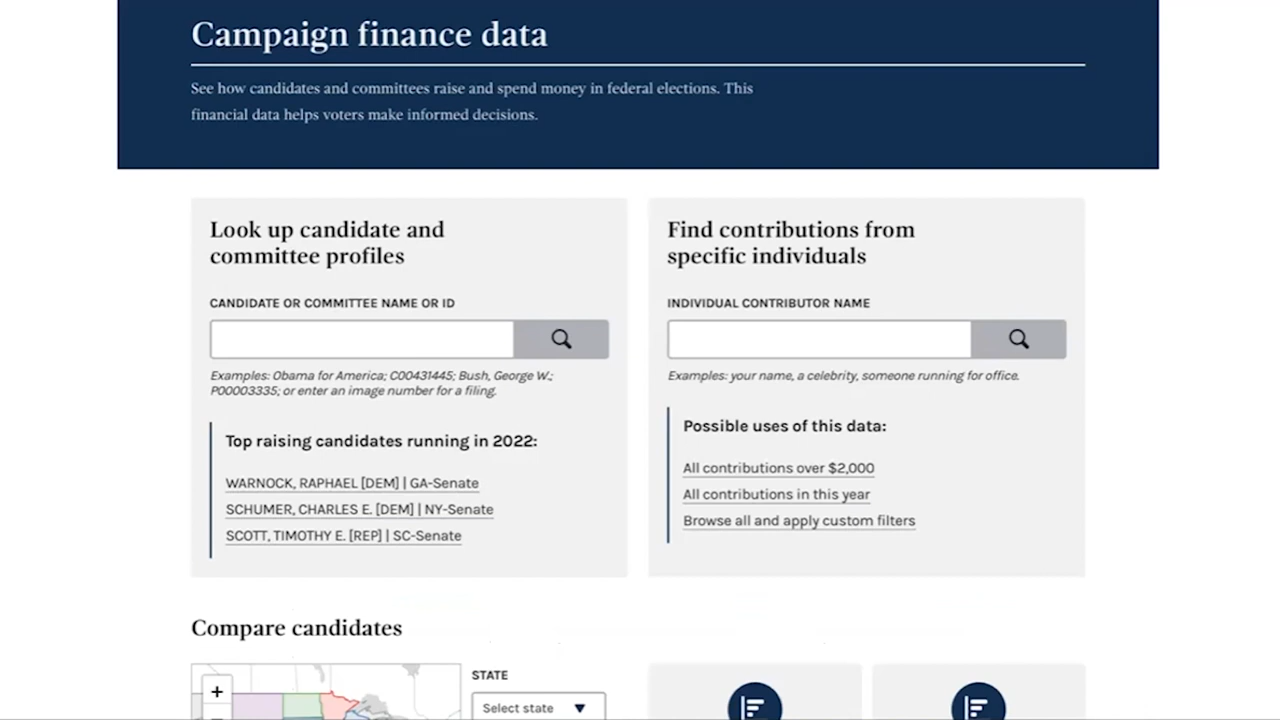 Campaign finance data
See how candidates and committees raise and spend money in federal elections. This
financial data helps voters make informed decisions.
Look up candidate and
committee profiles
CANDIDATE OR COMMITTEE NAME OR ID
Examples: Obama for America; C00431445; Bush, George W.;
P00003335; or enter an image number for a filing.
Top raising candidates running in 2022:
WARNOCK, RAPHAEL [DEM] | GA-Senate
SCHUMER, CHARLES E. [DEM] | NY-Senate
SCOTT, TIMOTHY E. [REP] | SC-Senate
Find contributions from
specific individuals
INDIVIDUAL CONTRIBUTOR NAME
Examples: your name, a celebrity, someone running for office.
Possible uses of this data:
All contributions over $2,000
All contributions in this year
Browse all and apply custom filters
Compare candidates
+
STATE
Select state